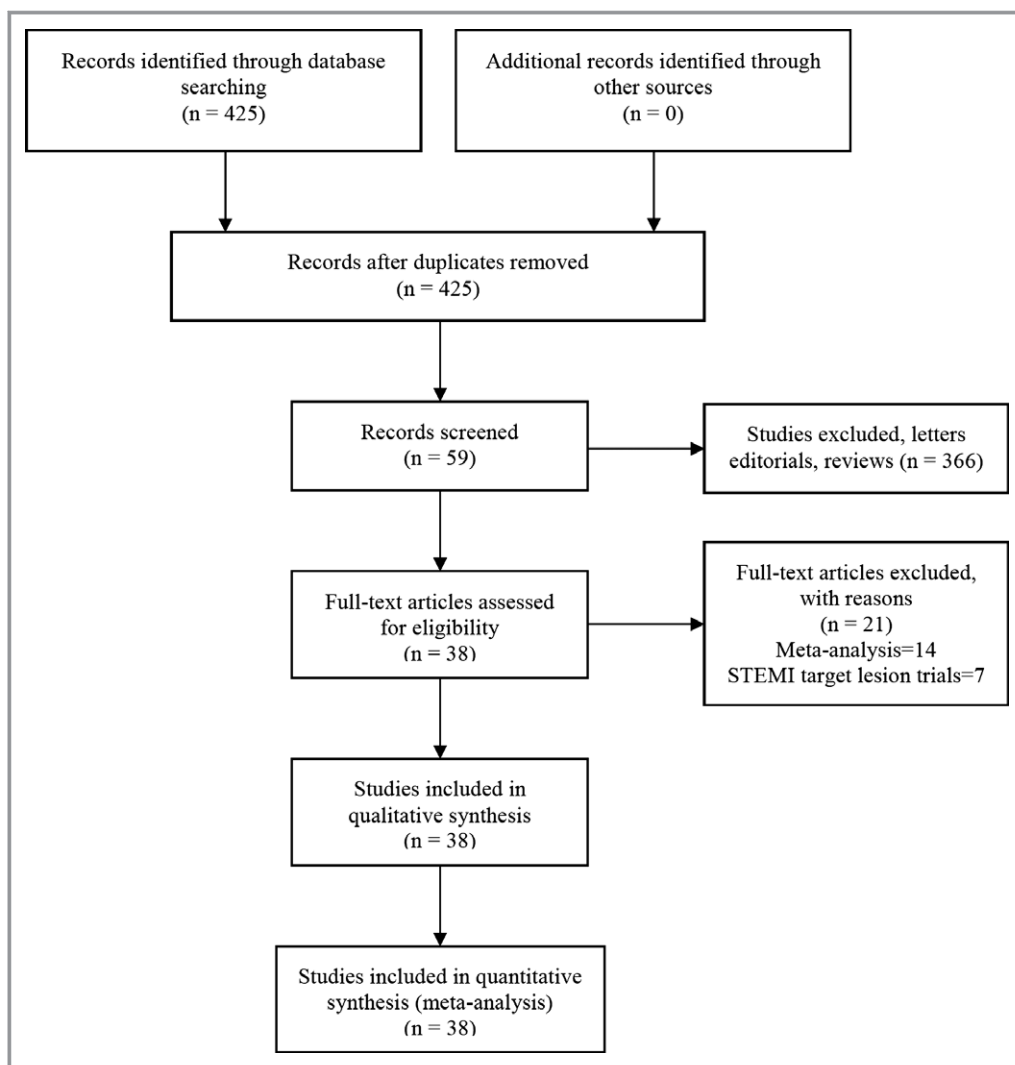 Records identified through database
searching
(n = 425)
Additional records identified through
other sources
(n = 0)
Records after duplicates removed
(n = 425)
Records screened
(n = 59)
Studies excluded, letters
editorials, reviews (n = 366)
Full-text articles assessed
for eligibility
(n = 38)
Full-text articles excluded,
with reasons
(n = 21)
Meta-analysis=14
STEMI target lesion trials=7
Studies included in
qualitative synthesis
(n = 38)
Studies included in quantitative
synthesis (meta-analysis)
(n = 38)